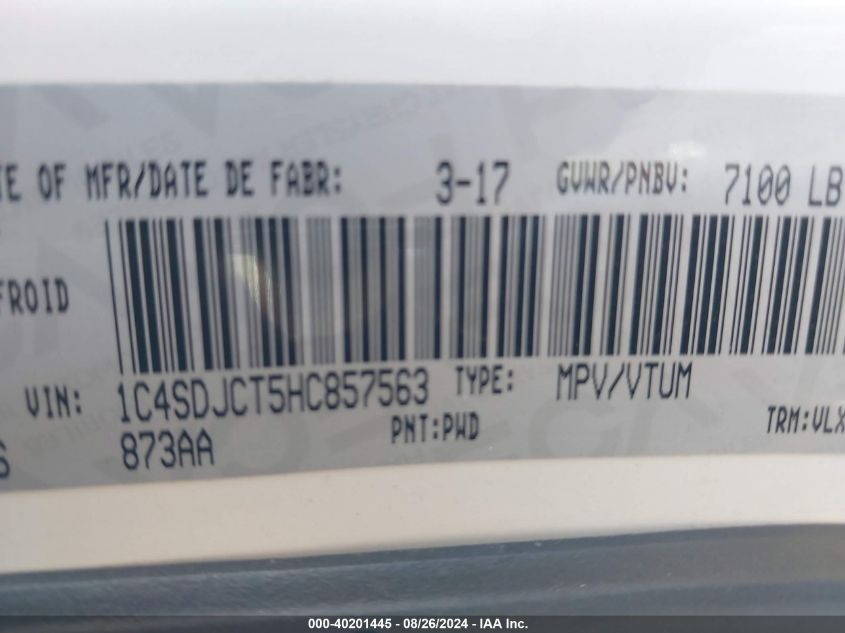 TE OF MFR/DATE DE FABR: 3-17 GVWR/PNBV: 7100 LB
FROID
VIN: 1C4SDJCT5HC857563 TYPE: MPV/VTUM
873AA PNT:PWD TRM:VLX
000-40201445 - 08/26/2024 - IAA Inc.